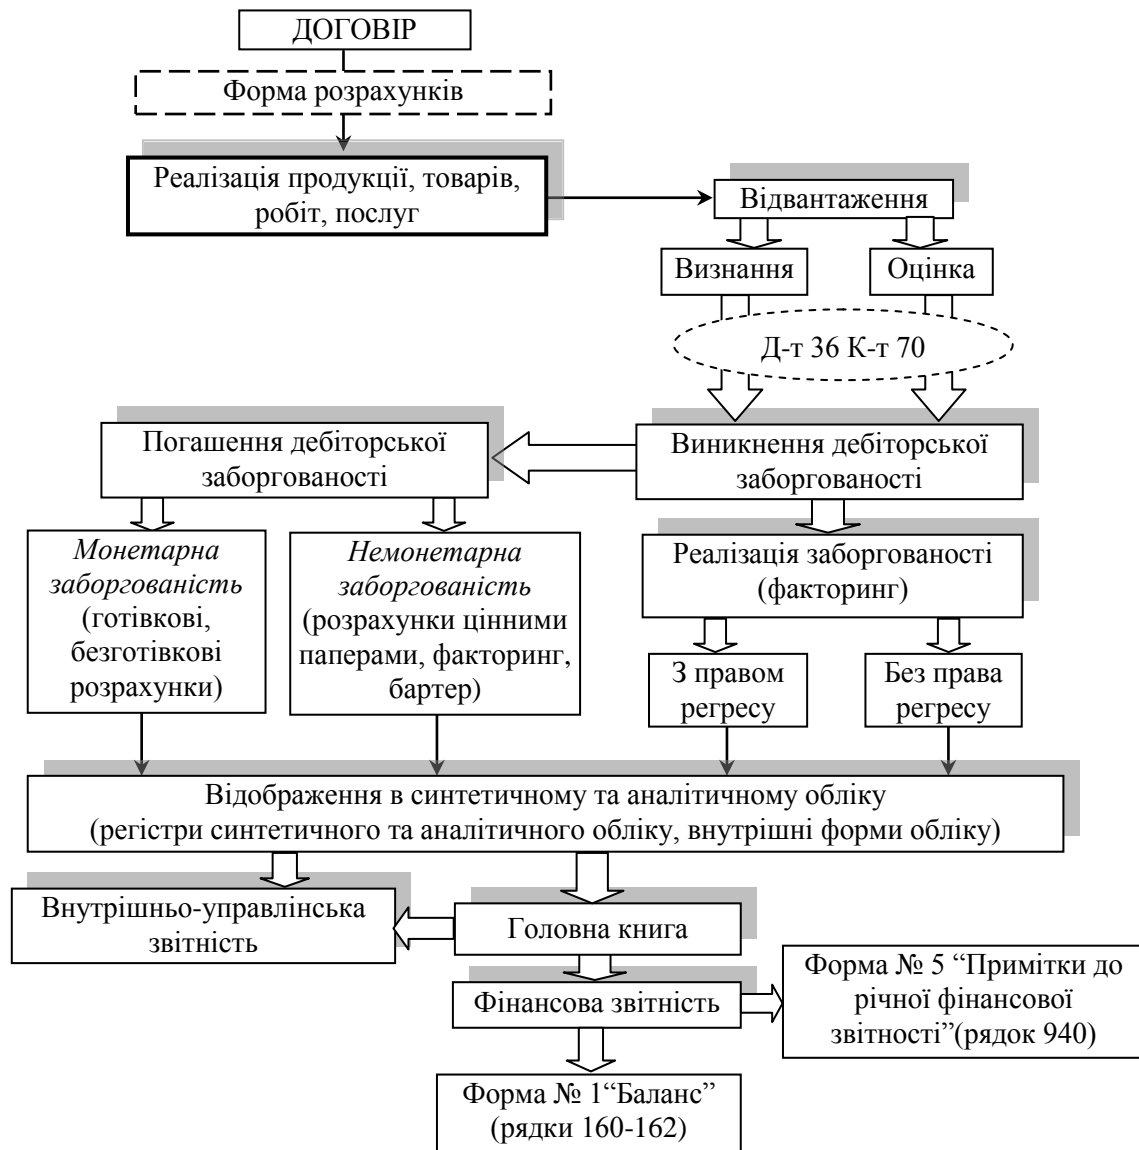 ДОГОВІР
Форма розрахунків
Реалізація продукції, товарів,
робіт, послуг
Відвантаження
Визнання
Оцінка
Д-т 36 К-т 70
Погашення дебіторської
заборгованості
Виникнення дебіторської
заборгованості
Монетарна
заборгованість
(готівкові,
безготівкові
розрахунки)
Немонетарна
заборгованість
(розрахунки цінними
паперами, факторинг,
бартер)
Реалізація заборгованості
(факторинг)
З правом
регресу
Без права
регресу
Відображення в синтетичному та аналітичному обліку
(регістри синтетичного та аналітичного обліку, внутрішні форми обліку)
Внутрішньо-управлінська
звітність
Головна книга
Фінансова звітність
Форма № 5 “Примітки до
річної фінансової
звітності”(рядок 940)
Форма № 1“Баланс”
(рядки 160-162)